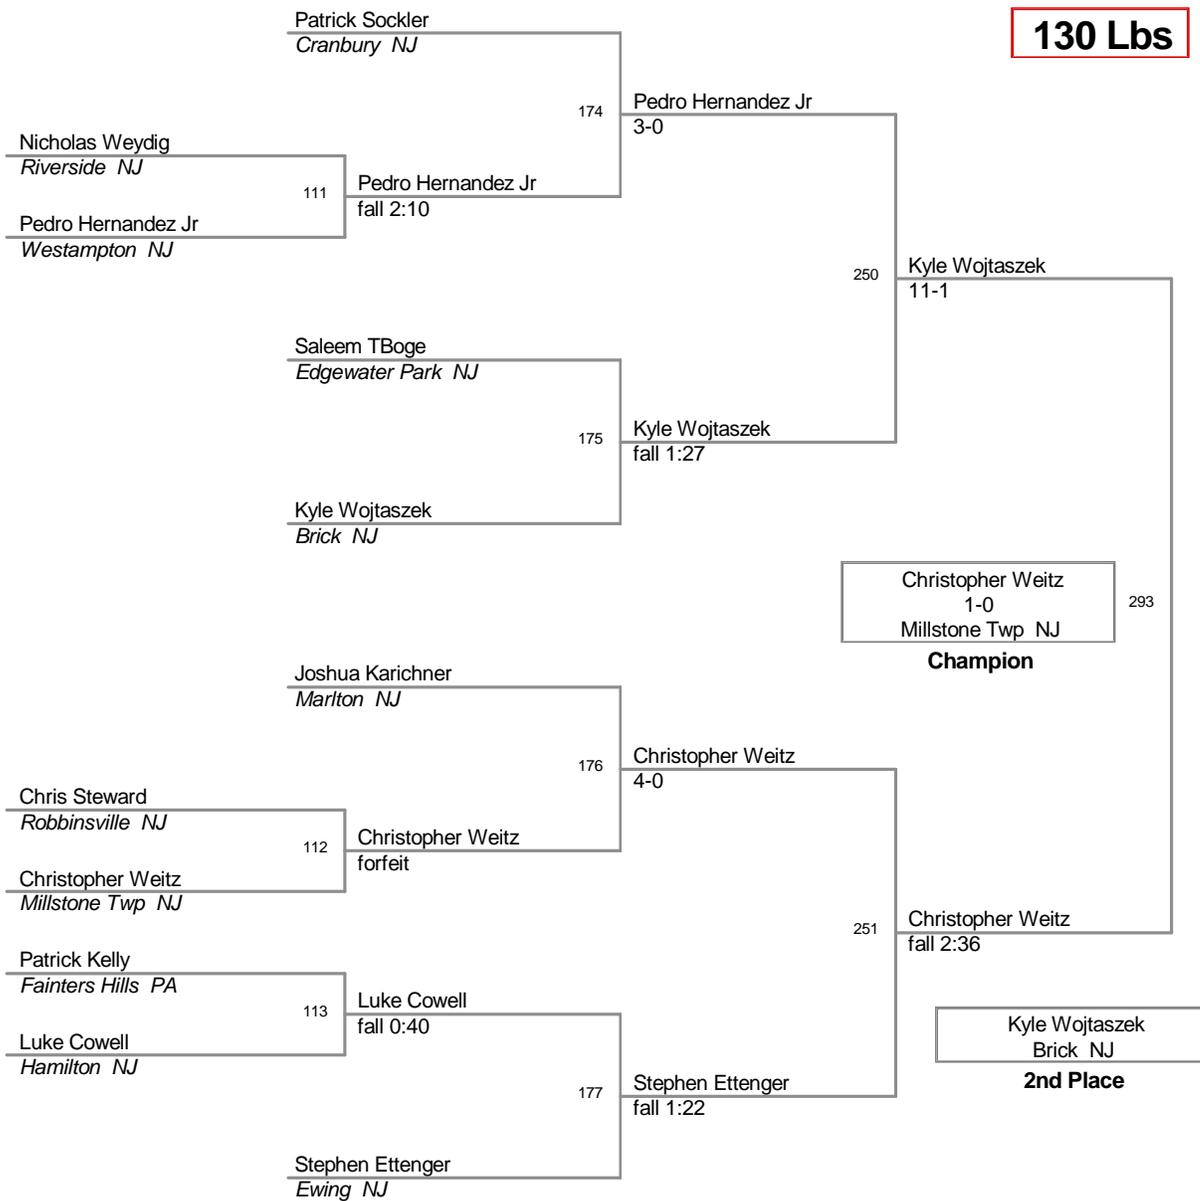 Patrick Sockler
Cranbury NJ
130 Lbs
174
Pedro Hernandez Jr
3-0
Nicholas Weydig
Riverside NJ
111
Pedro Hernandez Jr
fall 2:10
Pedro Hernandez Jr
Westampton NJ
250
Kyle Wojtaszek
11-1
Saleem TBoge
Edgewater Park NJ
175
Kyle Wojtaszek
fall 1:27
Kyle Wojtaszek
Brick NJ
Christopher Weitz
1-0
Millstone Twp NJ
293
Champion
Joshua Karichner
Marlton NJ
176
Christopher Weitz
4-0
Chris Steward
Robbinsville NJ
112
Christopher Weitz
forfeit
Christopher Weitz
Millstone Twp NJ
251
Christopher Weitz
fall 2:36
Patrick Kelly
Fainters Hills PA
113
Luke Cowell
fall 0:40
Luke Cowell
Hamilton NJ
Kyle Wojtaszek
Brick NJ
2nd Place
177
Stephen Ettenger
fall 1:22
Stephen Ettenger
Ewing NJ